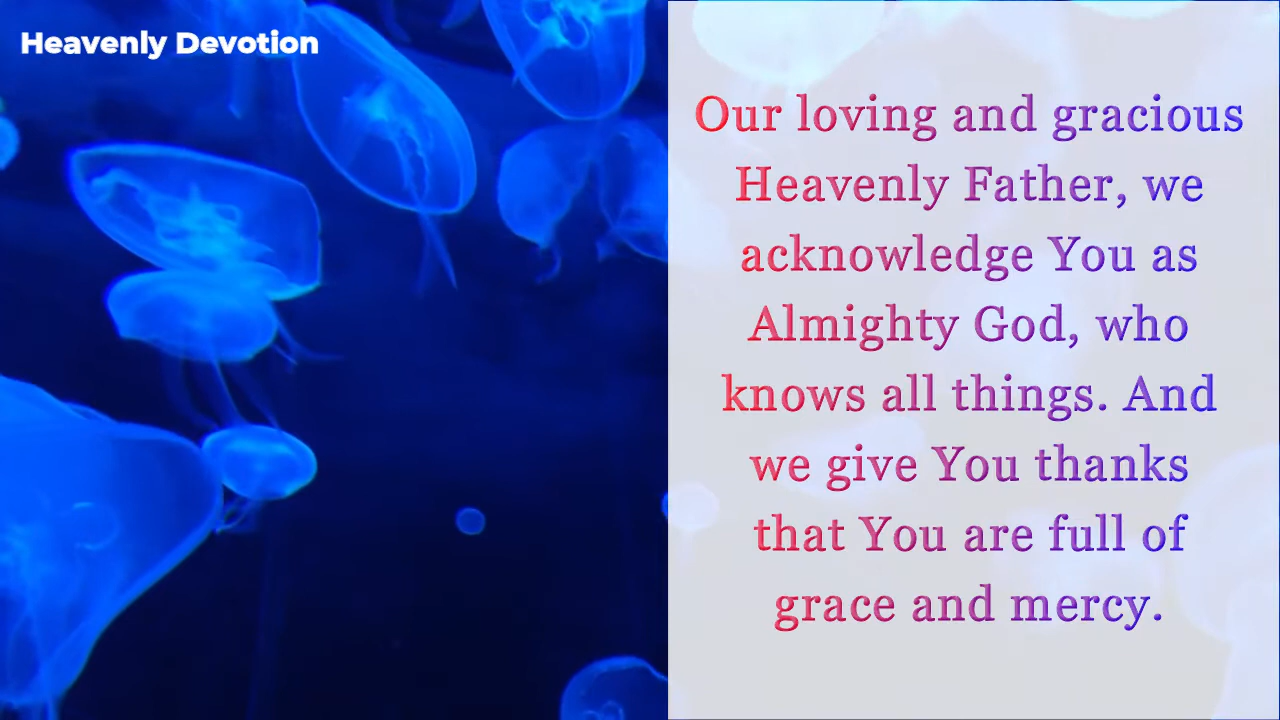 Heavenly Devotion
Our loving and gracious
Heavenly Father, we
acknowledge You as
Almighty God, who
knows all things. And
we give You thanks
that You are full of
grace and mercy.